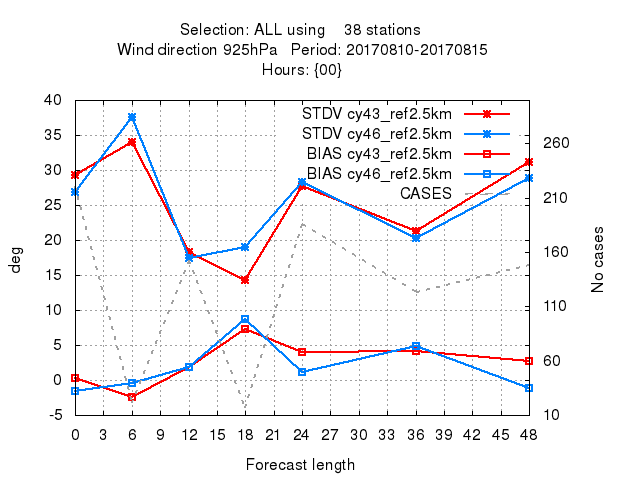 Selection: ALL using 38 stations
Wind direction 925hPa Period: 20170810-20170815
Hours: {00}
STDV cy43_ref2.5km
STDV cy46_ref2.5km
BIAS cy43_ref2.5km
BIAS cy46_ref2.5km
CASES
40
35
30
25
20
15
10
5
0
-5
deg
260
210
160
110
60
10
No cases
0 3 6 9 12 15 18 21 24 27 30 33 36 39 42 45 48
Forecast length